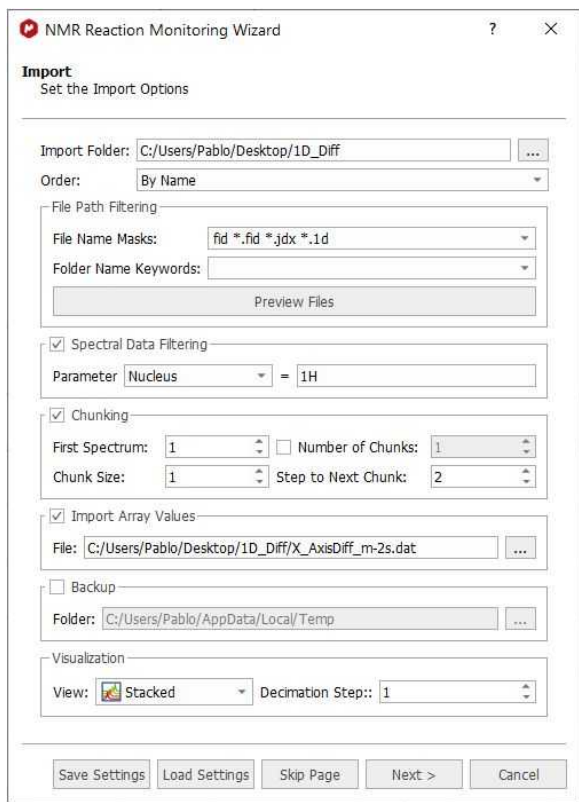 NMR Reaction Monitoring Wizard ?
Import
Set the Import Options
Import Folder: C:/Users/Pablo/Desktop/1D_Diff ...
Order: By Name
File Path Filtering
File Name Masks: fid *.fid *.jdx *.1d
Folder Name Keywords:
Preview Files
Spectral Data Filtering
Parameter Nucleus = 1H
Chunking
First Spectrum: 1 Number of Chunks: 1
Chunk Size: 1 Step to Next Chunk: 2
Import Array Values
File: C:/Users/Pablo/Desktop/1D_Diff/X_AxisDiff_m-2s.dat ...
Backup
Folder: C:/Users/Pablo/AppData/Local/Temp ...
Visualization
View: Stacked Decimation Step:: 1
Save Settings Load Settings Skip Page Next > Cancel